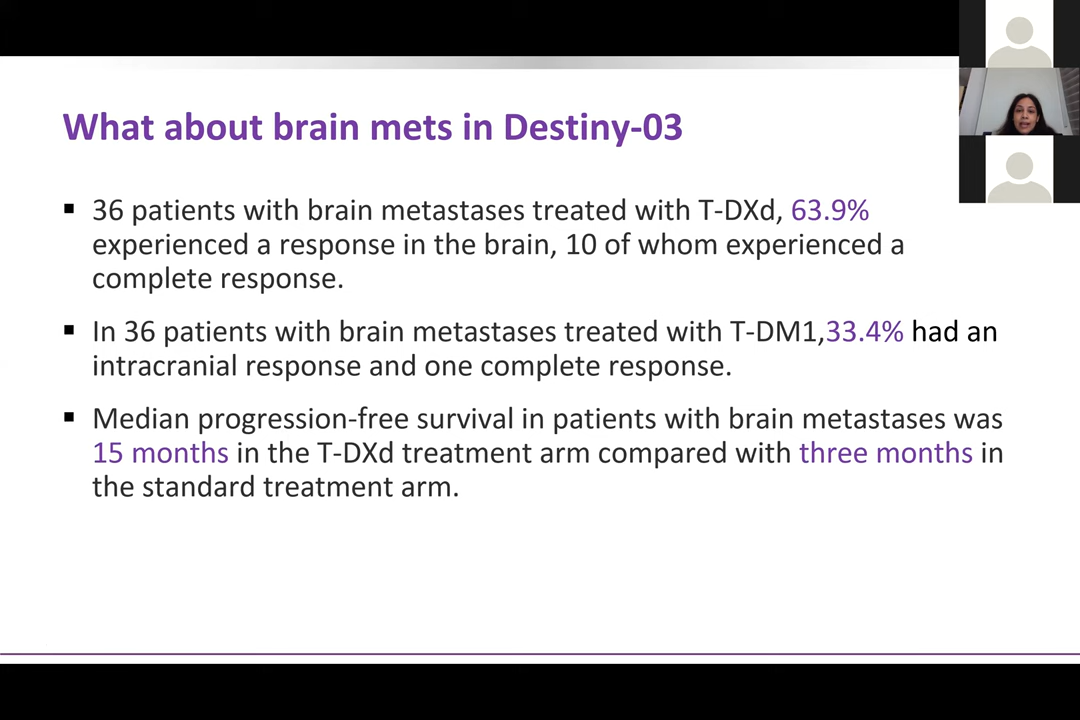 What about brain mets in Destiny-03
▪ 36 patients with brain metastases treated with T-DXd, 63.9%
experienced a response in the brain, 10 of whom experienced a
complete response.
▪ In 36 patients with brain metastases treated with T-DM1,33.4% had an
intracranial response and one complete response.
▪ Median progression-free survival in patients with brain metastases was
15 months in the T-DXd treatment arm compared with three months in
the standard treatment arm.